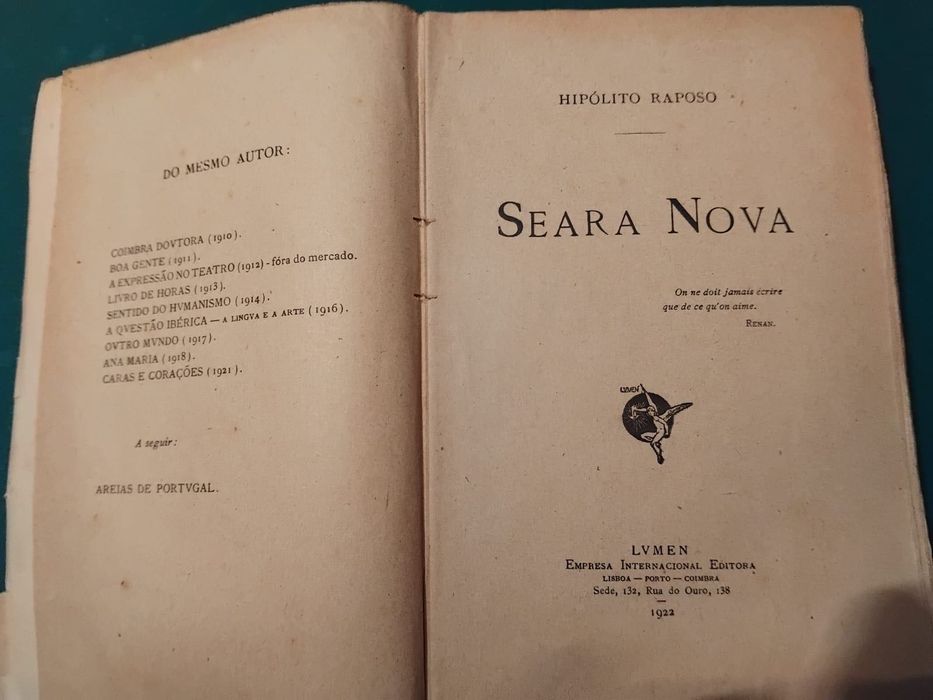 DO MESMO AUTOR:
COIMBRA DOVTORA (1910).
BOA GENTE (1911).
A EXPRESSÃO NO TEATRO (1912) - fóra do mercado.
LIVRO DE HORAS (1913).
SENTIDO DO HVMANISMO (1914).
A QVESTÃO IBÉRICA — A LINGVA E A ARTE (1916).
OVTRO MVNDO (1917).
ANA MARIA (1918).
CARAS E CORAÇÕES (1921).
A seguir:
AREIAS DE PORTVGAL.
HIPÓLITO RAPOSO
SEARA NOVA
On ne doit jamais écrire
que de ce qu'on aime.
RENAN.
LVMEN
LVMEN
EMPRESA INTERNACIONAL EDITORA
LISBOA — PORTO — COIMBRA
Sede, 132, Rua do Ouro, 138
1922